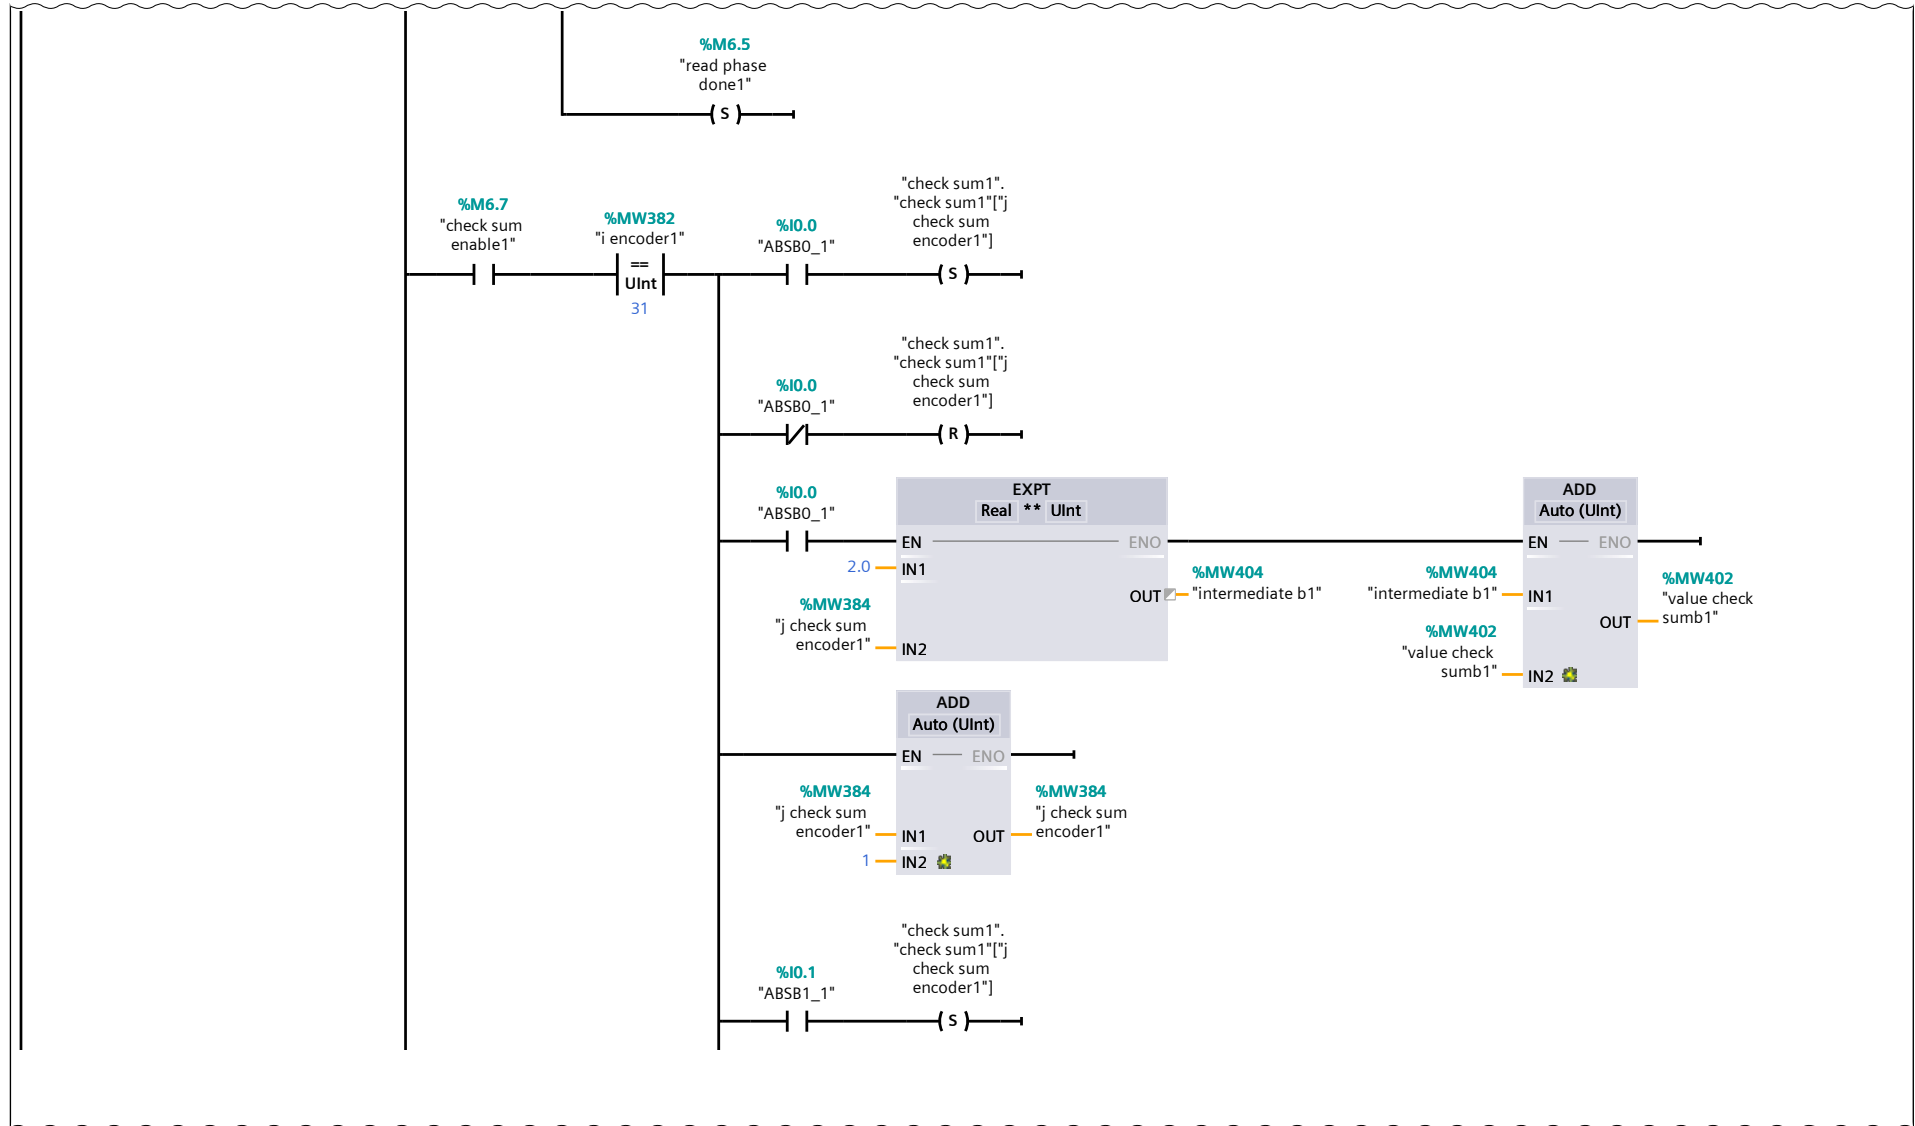 %M6.5
"read phase
done1"
( S )
%M6.7
"check sum
enable1"
%MW382
"i encoder1"
==
UInt
31
%I0.0
"ABSB0_1"
"check sum1".
"check sum1"["j
check sum
encoder1"]
( S )
%I0.0
"ABSB0_1"
"check sum1".
"check sum1"["j
check sum
encoder1"]
( R )
%I0.0
"ABSB0_1"
EXPT
Real ** UInt
EN ENO
2.0 IN1
%MW384
"j check sum
encoder1" IN2
OUT
%MW404
"intermediate b1"
ADD
Auto (UInt)
EN ENO
%MW404
"intermediate b1" IN1
%MW402
"value check
sumb1" IN2
OUT
%MW402
"value check
sumb1"
ADD
Auto (UInt)
EN ENO
%MW384
"j check sum
encoder1" IN1
1 IN2
OUT
%MW384
"j check sum
encoder1"
%I0.1
"ABSB1_1"
"check sum1".
"check sum1"["j
check sum
encoder1"]
( S )